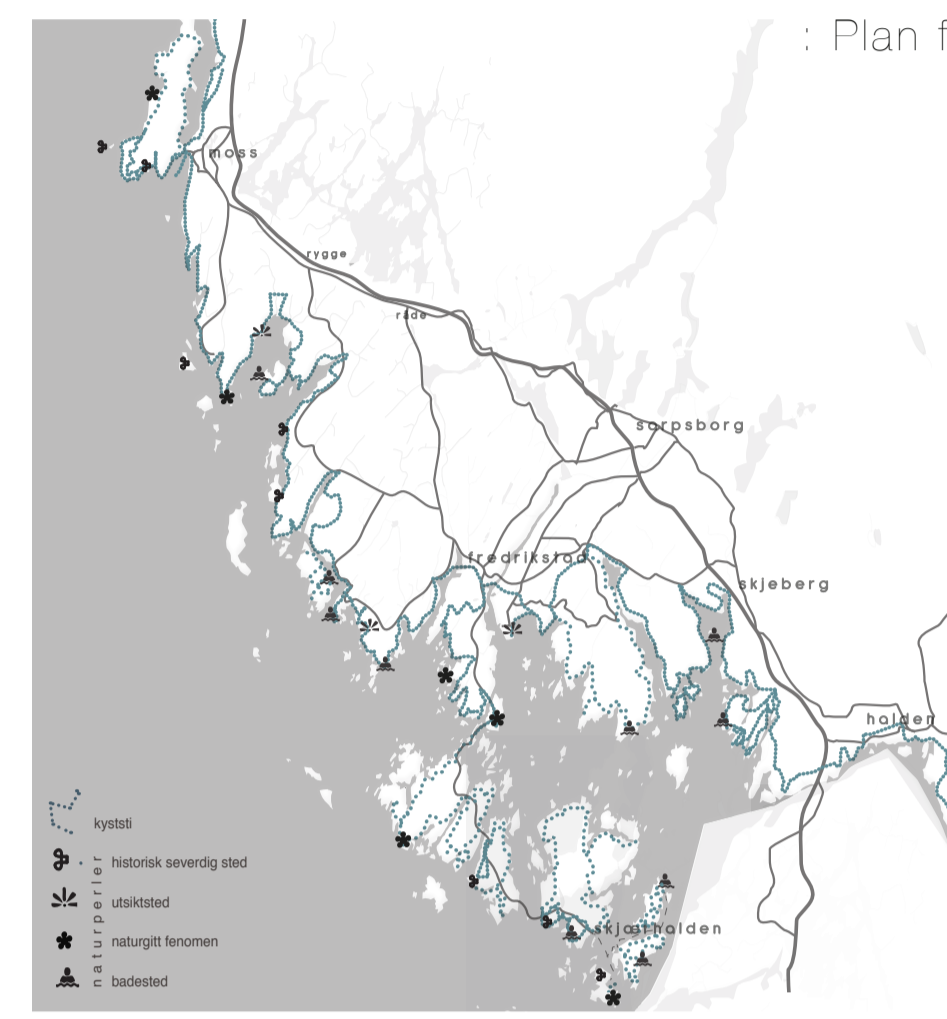 : Plan f
moss
rygge
råde
sarpsborg
fredrikstad
skjeberg
halden
skjærhalden
kyststi
historisk severdig sted
utsiktsted
naturgitt fenomen
badested
naturperler